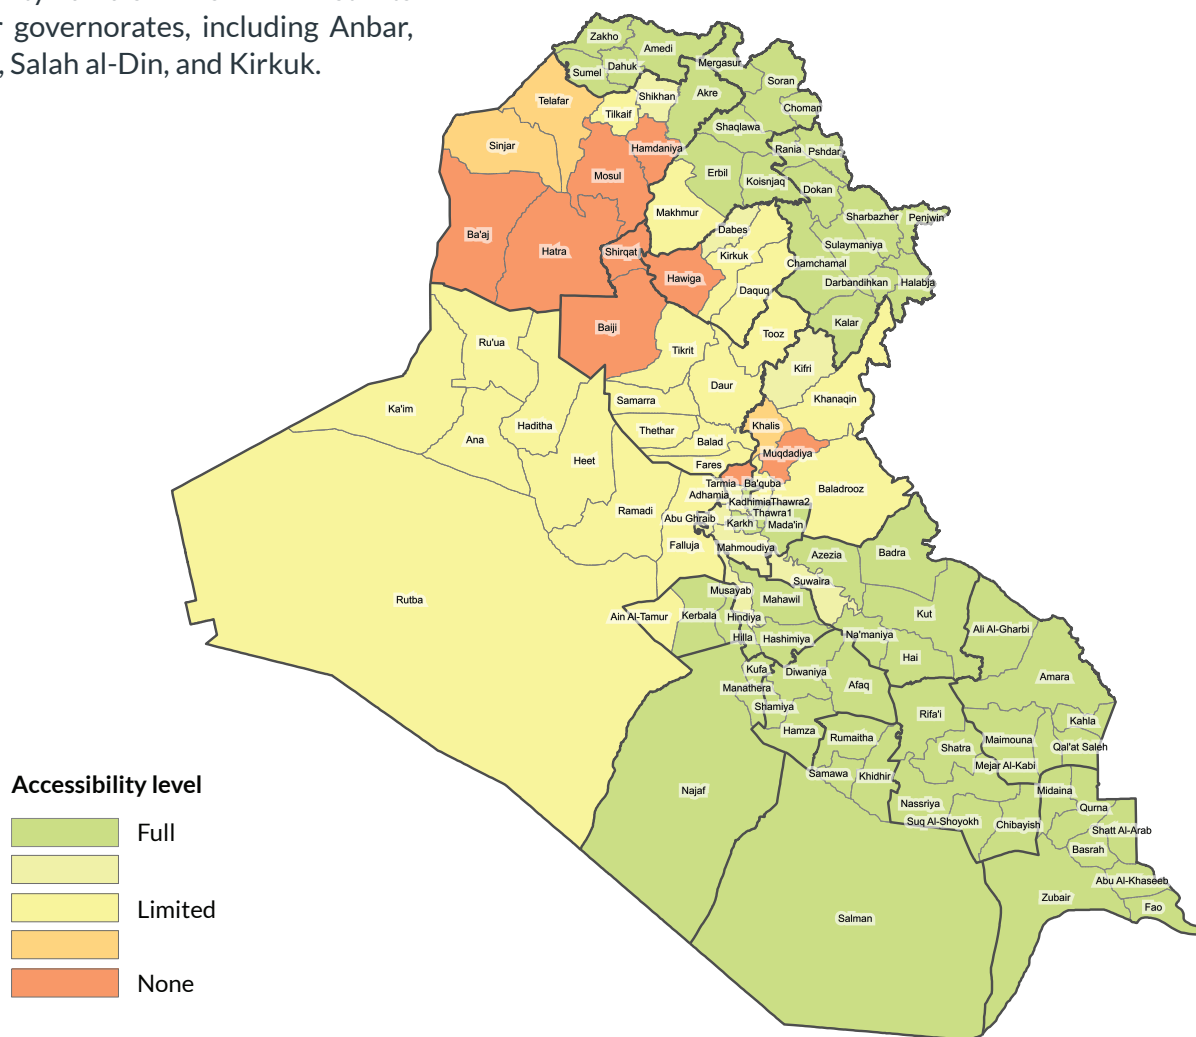 governorates, including Anbar,
, Salah al-Din, and Kirkuk.
Zakho
Amedi
Mergasur
Sumel
Dahuk
Soran
Shikhan
Akre
Telafar
Choman
Tilkaif
Shaqlawa
Sinjar
Hamdaniya
Rania
Pshdar
Mosul
Erbil
Koisnjaq
Dokan
Makhmur
Sharbazher
Penjwin
Dabes
Ba'aj
Hatra
Shirqat
Kirkuk
Sulaymaniya
Chamchamal
Hawiga
Daquq
Darbandihkan
Halabja
Baiji
Tooz
Kalar
Ru'ua
Tikrit
Kifri
Daur
Khanaqin
Ka'im
Samarra
Haditha
Thethar
Khalis
Ana
Balad
Muqdadiya
Heet
Fares
Tarmia
Ba'quba
Baladrooz
Adhamia
Kadhimia
Thawra2
Ramadi
Thawra1
Abu Ghraib
Karkh
Mada'in
Falluja
Mahmoudiya
Azezia
Badra
Suwaira
Musayab
Mahawil
Rutba
Ain Al-Tamur
Kerbala
Hindiya
Kut
Ali Al-Gharbi
Hilla
Hashimiya
Na'maniya
Hai
Kufa
Diwaniya
Amara
Manathera
Afaq
Shamiya
Rifa'i
Kahla
Hamza
Rumaitha
Maimouna
Shatra
Qal'at Saleh
Mejar Al-Kabi
Samawa
Khidhir
Najaf
Midaina
Nassriya
Qurna
Suq Al-Shoyokh
Chibayish
Shatt Al-Arab
Basrah
Abu Al-Khaseeb
Zubair
Fao
Salman
Accessibility level
Full
Limited
None